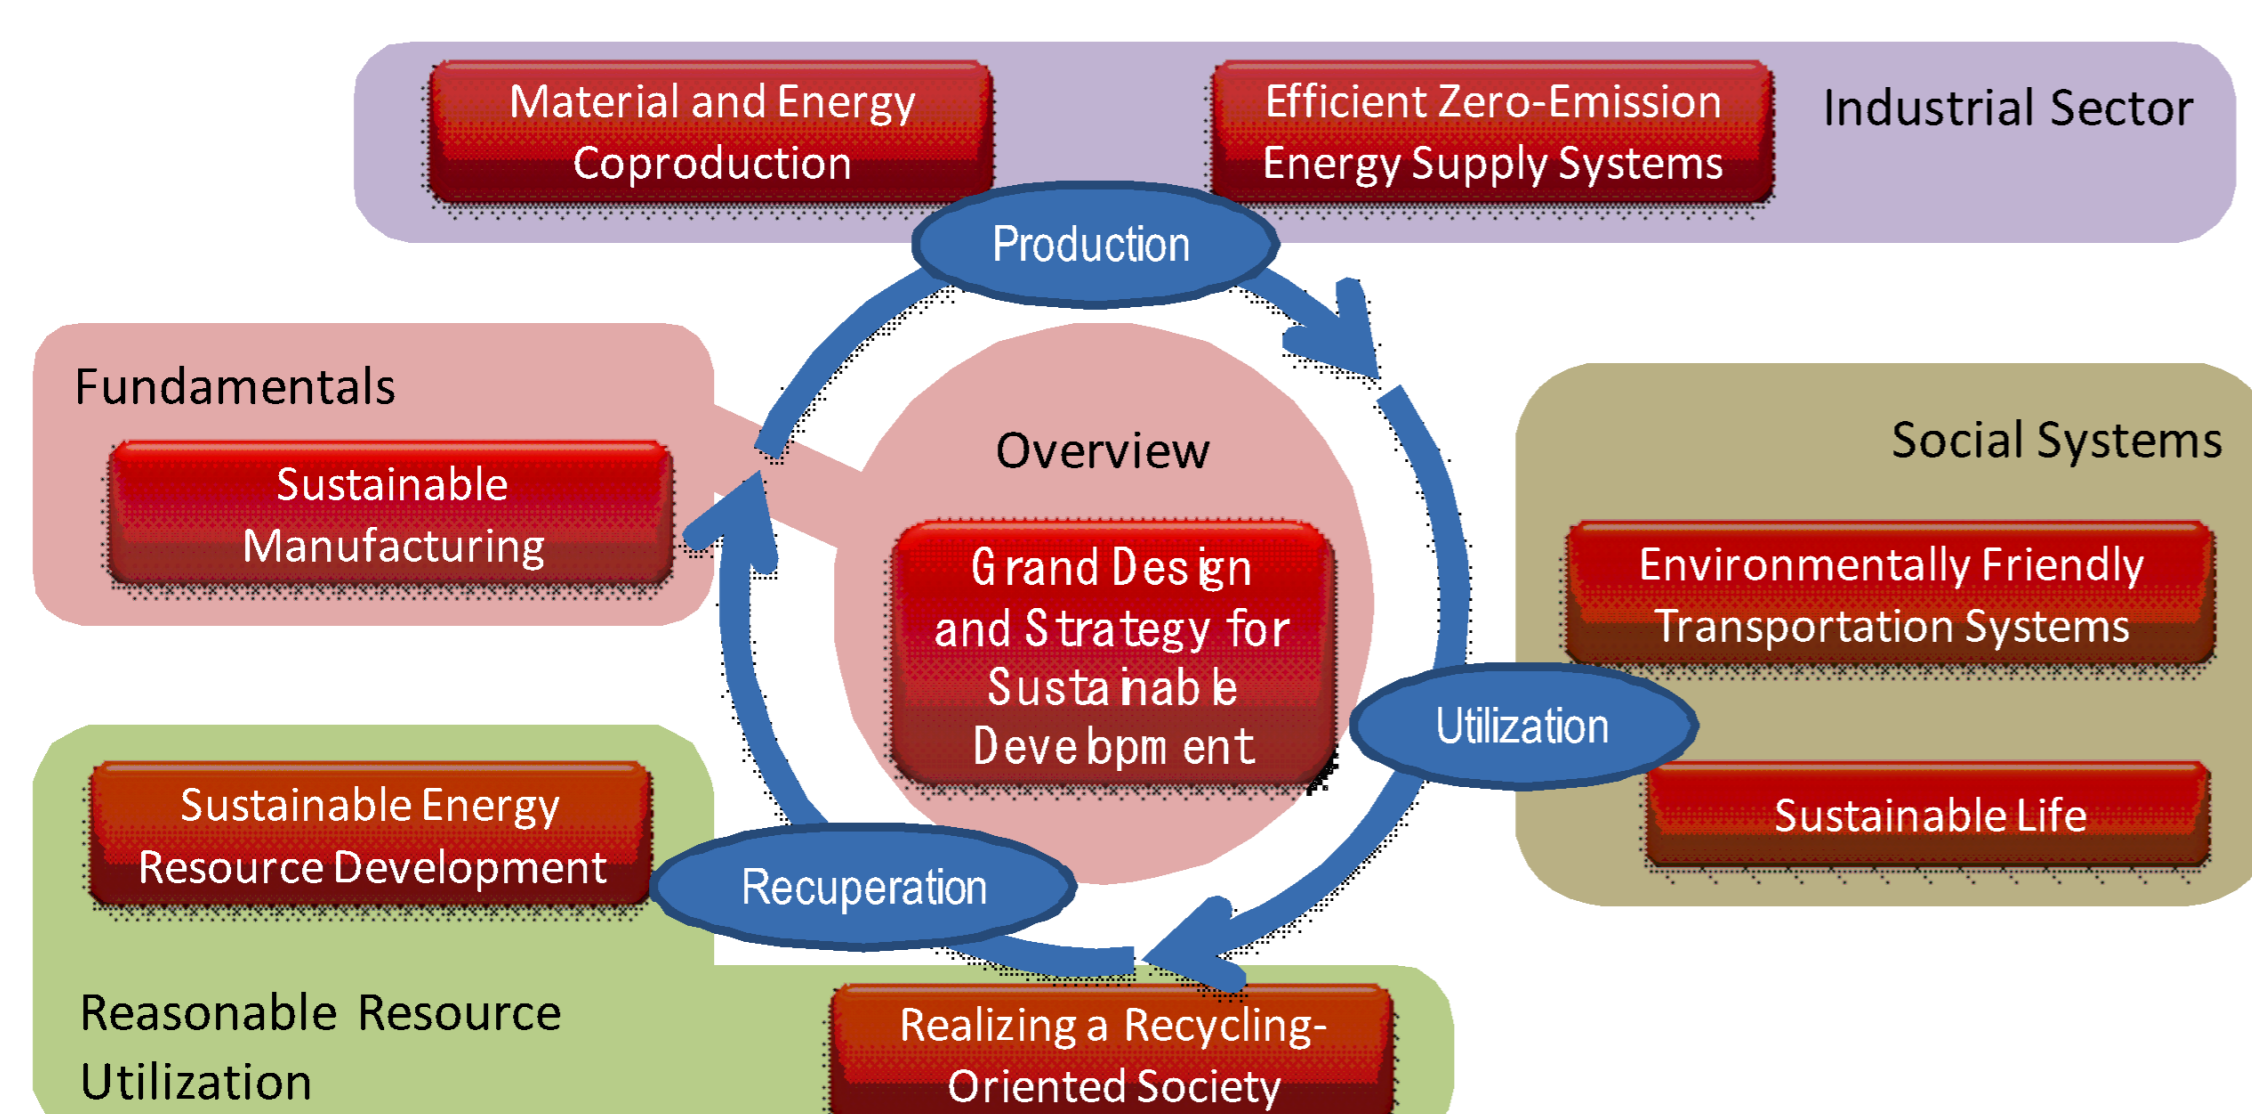 Material and Energy
Coproduction
Efficient Zero-Emission
Energy Supply Systems
Industrial Sector
Production
Fundamentals
Sustainable
Manufacturing
Overview
Grand Design
and Strategy for
Sustainable
Development
Social Systems
Environmentally Friendly
Transportation Systems
Utilization
Sustainable Life
Sustainable Energy
Resource Development
Recuperation
Reasonable Resource
Utilization
Realizing a Recycling-
Oriented Society